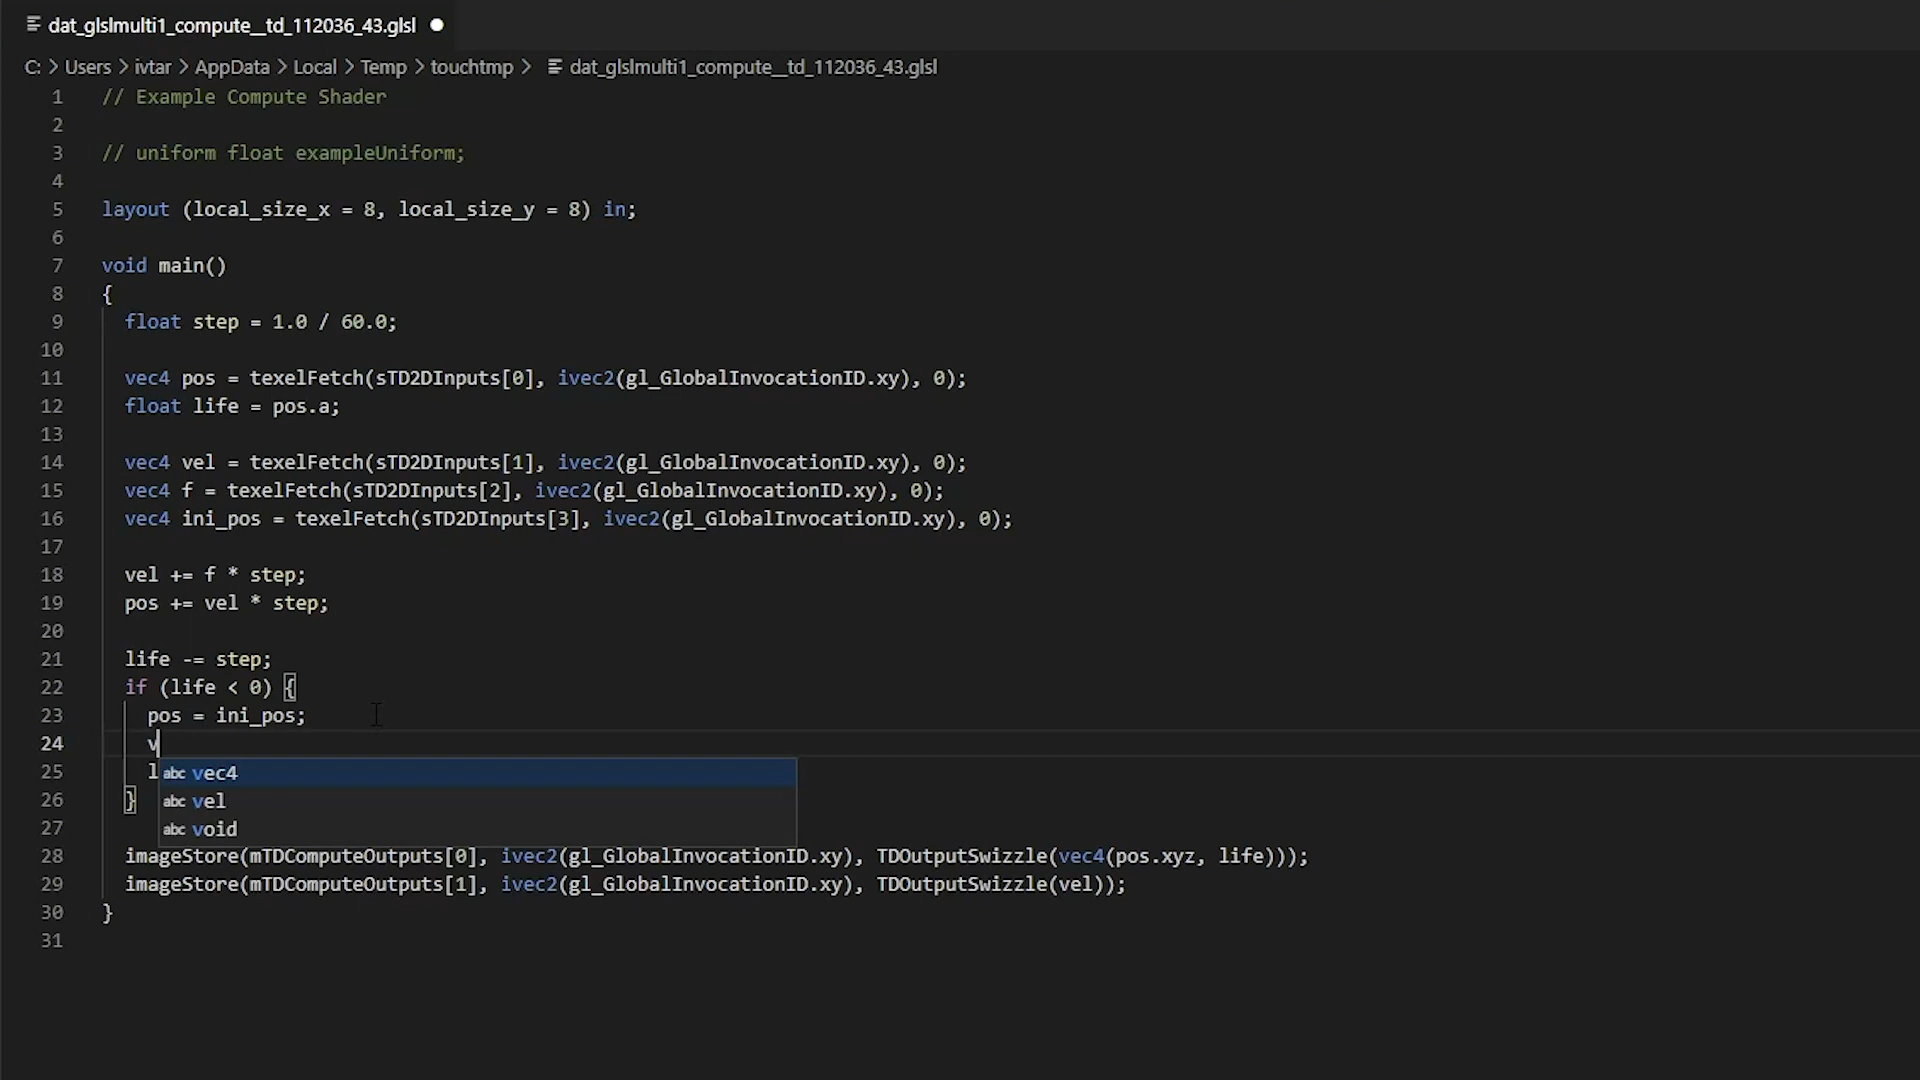 dat_glslmulti1_compute__td_112036_43.glsl
C: > Users > ivtar > AppData > Local > Temp > touchtmp > dat_glslmulti1_compute__td_112036_43.glsl
1 // Example Compute Shader
2
3 // uniform float exampleUniform;
4
5 layout (local_size_x = 8, local_size_y = 8) in;
6
7 void main()
8 {
9 float step = 1.0 / 60.0;
10
11 vec4 pos = texelFetch(sTD2DInputs[0], ivec2(gl_GlobalInvocationID.xy), 0);
12 float life = pos.a;
13
14 vec4 vel = texelFetch(sTD2DInputs[1], ivec2(gl_GlobalInvocationID.xy), 0);
15 vec4 f = texelFetch(sTD2DInputs[2], ivec2(gl_GlobalInvocationID.xy), 0);
16 vec4 ini_pos = texelFetch(sTD2DInputs[3], ivec2(gl_GlobalInvocationID.xy), 0);
17
18 vel += f * step;
19 pos += vel * step;
20
21 life -= step;
22 if (life < 0) {
23 pos = ini_pos;
24 v
25 l abc vec4
26 } abc vel
27 abc void
28 imageStore(mTDComputeOutputs[0], ivec2(gl_GlobalInvocationID.xy), TDOutputSwizzle(vec4(pos.xyz, life)));
29 imageStore(mTDComputeOutputs[1], ivec2(gl_GlobalInvocationID.xy), TDOutputSwizzle(vel));
30 }
31